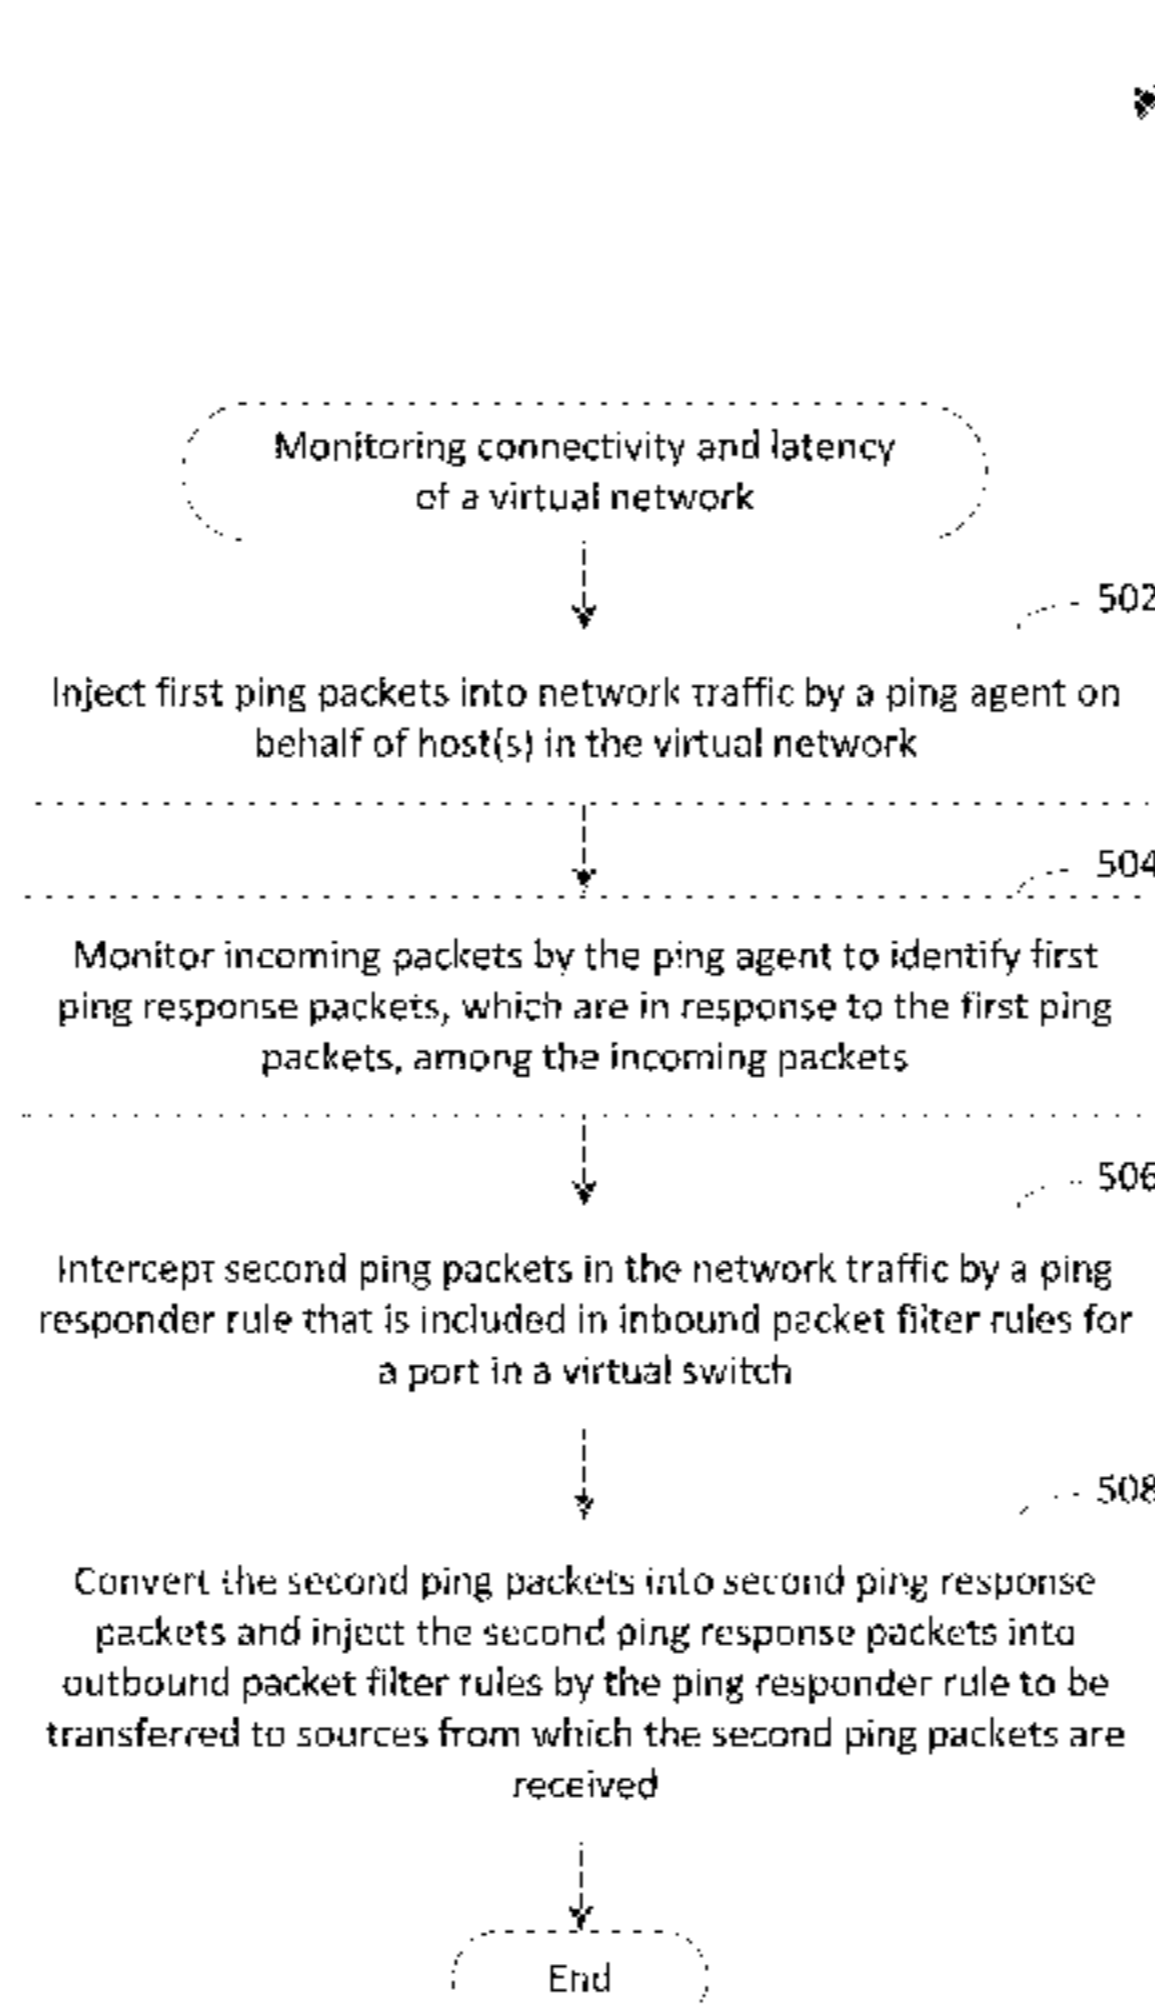 Monitoring connectivity and latency
of a virtual network
502
Inject first ping packets into network traffic by a ping agent on
behalf of host(s) in the virtual network
504
Monitor incoming packets by the ping agent to identify first
ping response packets, which are in response to the first ping
packets, among the incoming packets
506
Intercept second ping packets in the network traffic by a ping
responder rule that is included in inbound packet filter rules for
a port in a virtual switch
508
Convert the second ping packets into second ping response
packets and inject the second ping response packets into
outbound packet filter rules by the ping responder rule to be
transferred to sources from which the second ping packets are
received
End